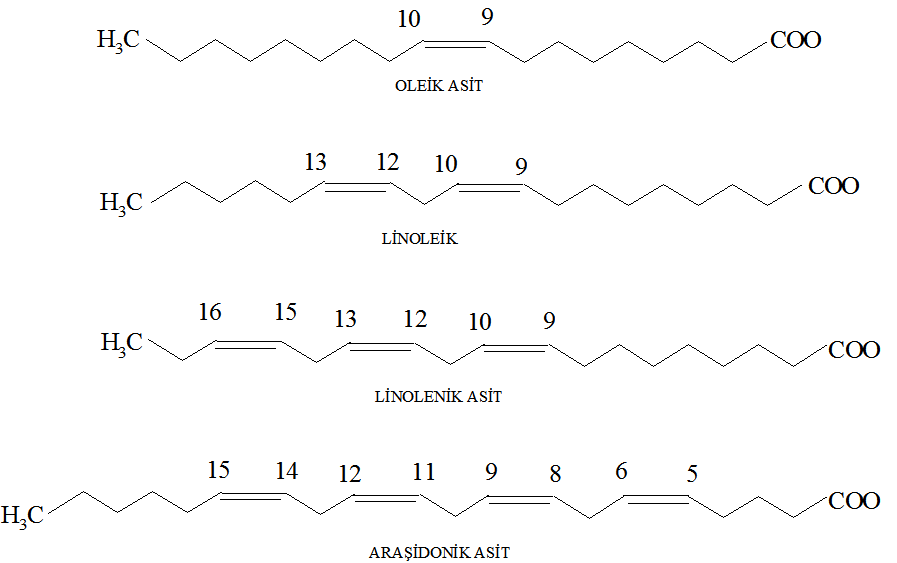 10 9
H3C COO
OLEİK ASİT
13 12 10 9
H3C COO
LİNOLEİK
16 15 13 12 10 9
H3C COO
LİNOLENİK ASİT
15 14 12 11 9 8 6 5
H3C COO
ARAŞİDONİK ASİT